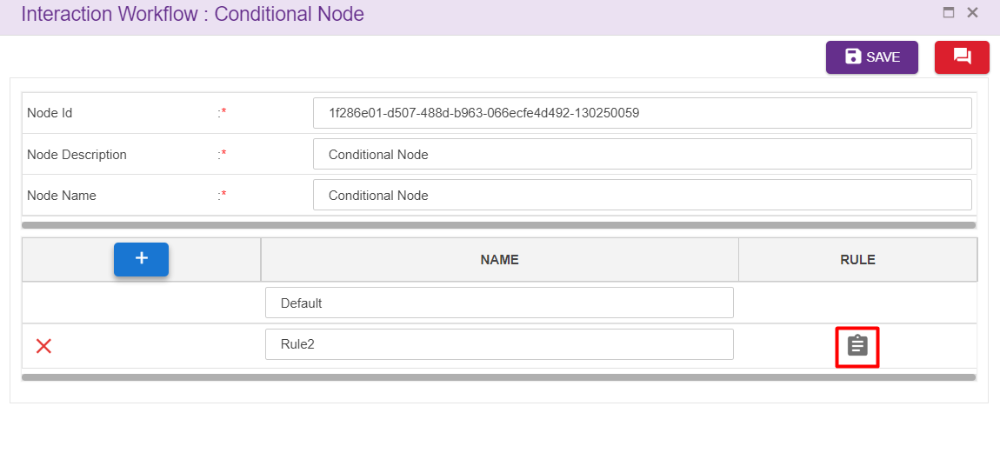 Interaction Workflow : Conditional Node
SAVE
Node Id :* 1f286e01-d507-488d-b963-066ecfe4d492-130250059
Node Description :* Conditional Node
Node Name :* Conditional Node
+ NAME RULE
Default
Rule2